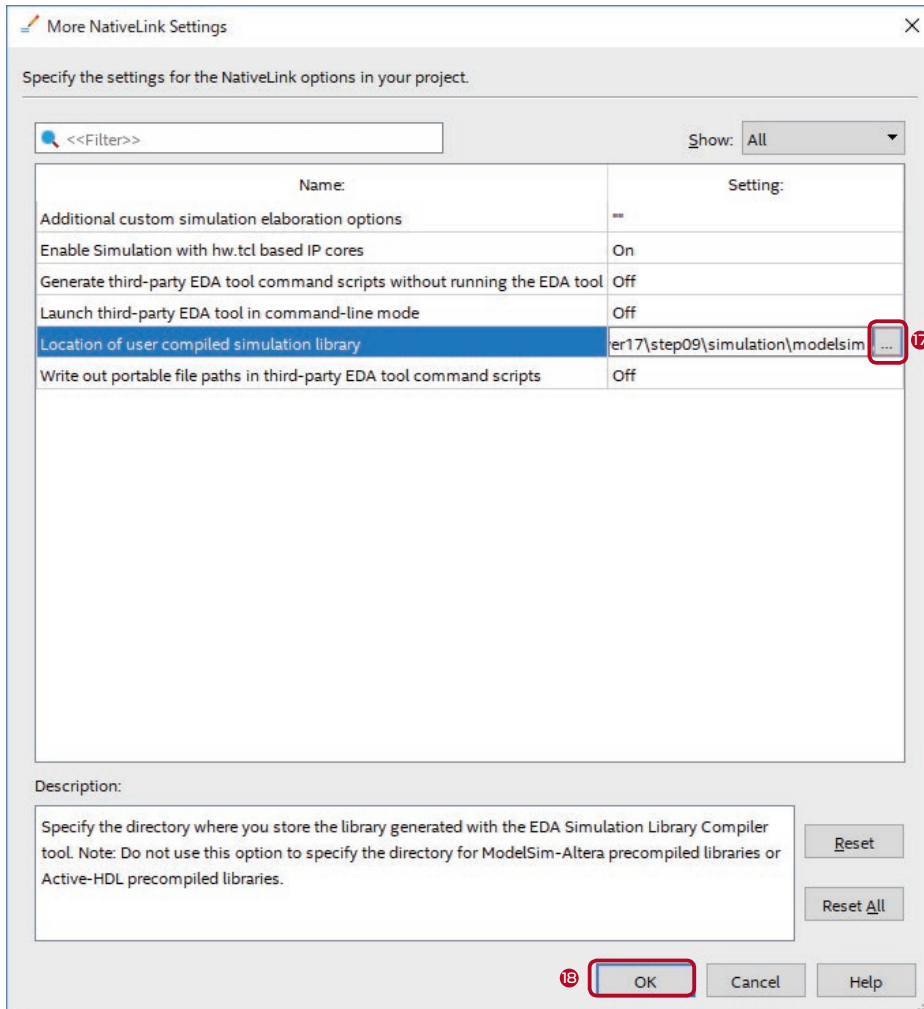 More NativeLink Settings
Specify the settings for the NativeLink options in your project.
<<Filter>>
Show: All
Name: Setting:
Additional custom simulation elaboration options ""
Enable Simulation with hw.tcl based IP cores On
Generate third-party EDA tool command scripts without running the EDA tool Off
Launch third-party EDA tool in command-line mode Off
Location of user compiled simulation library er17\step09\simulation\modelsim ... ⓱
Write out portable file paths in third-party EDA tool command scripts Off
Description:
Specify the directory where you store the library generated with the EDA Simulation Library Compiler
tool. Note: Do not use this option to specify the directory for ModelSim-Altera precompiled libraries or
Active-HDL precompiled libraries.
Reset
Reset All
⓲ OK Cancel Help